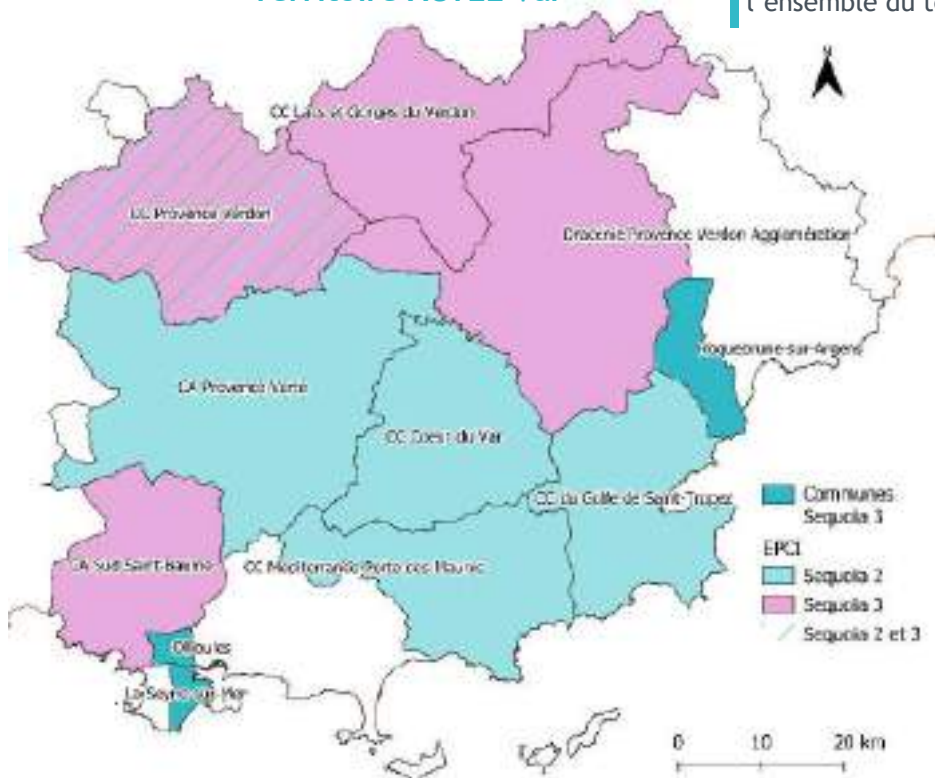 l'ensemble du
N
CC Lacs et Gorges du Verdon
CC Provence Verdon
Dracénie Provence Verdon Agglomération
Roquebrune-sur-Argens
CA Provence Verte
CC Coeur du Var
CC du Golfe de Saint-Tropez
Communes
Sequoia 3
EPCI
Sequoia 2
Sequoia 3
Sequoia 2 et 3
CA Sud Sainte Baume
CC Méditerranée Porte des Maures
Ollioules
La Seyne-sur-Mer
0 10 20 km